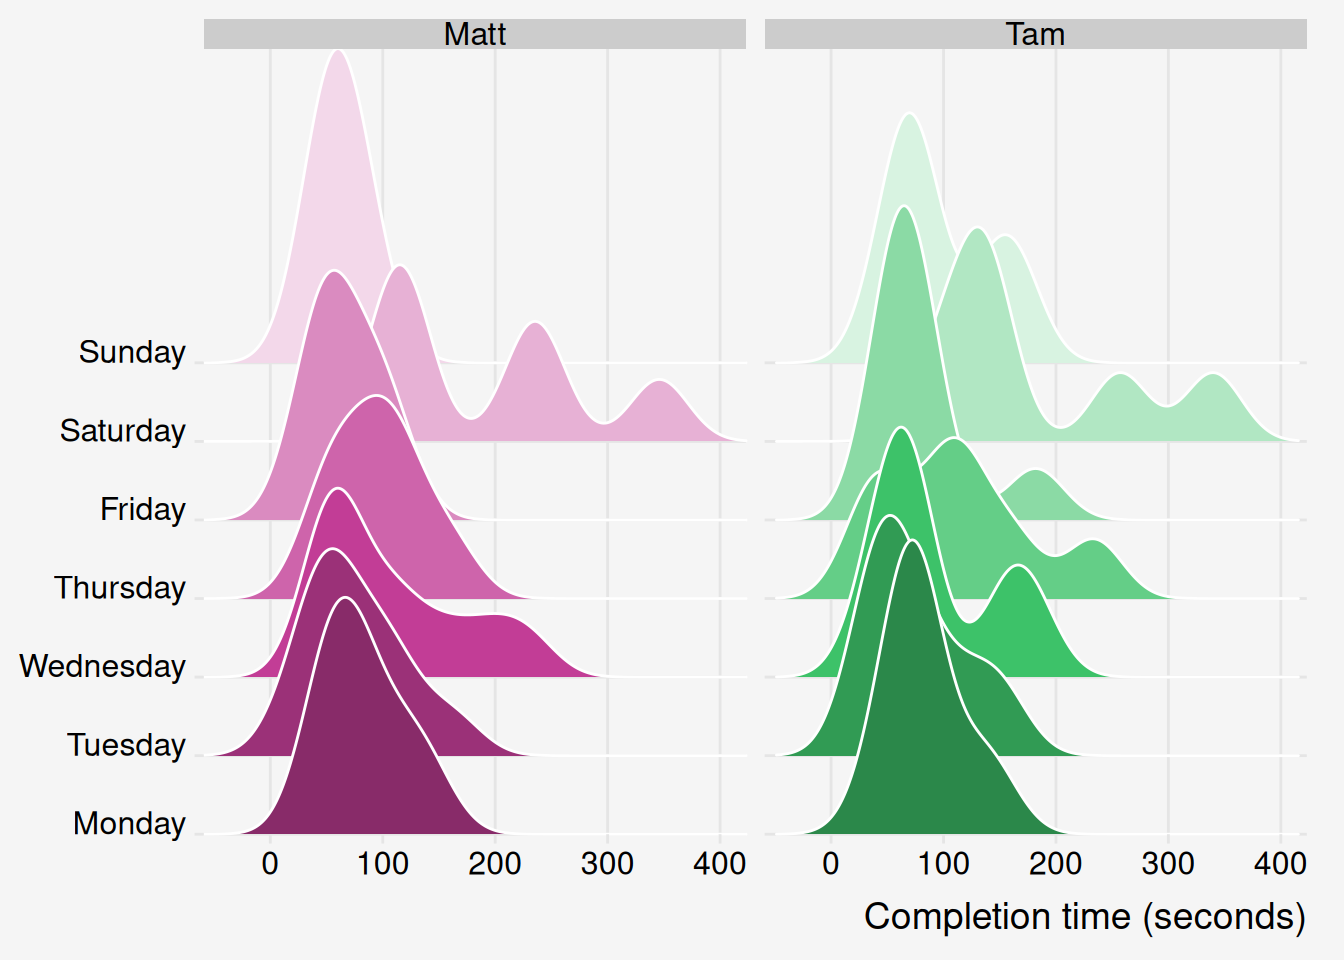 Matt Tam
Sunday
Saturday
Friday
Thursday
Wednesday
Tuesday
Monday
0 100 200 300 400 0 100 200 300 400
Completion time (seconds)